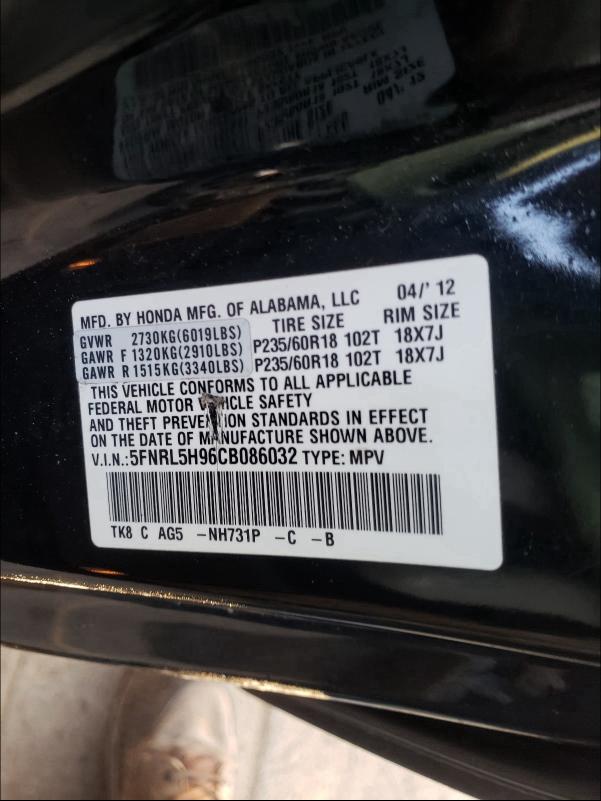 MFD. BY HONDA MFG. OF ALABAMA, LLC 04/' 12
GVWR 2730KG(6019LBS) TIRE SIZE RIM SIZE
GAWR F 1320KG(2910LBS) P235/60R18 102T 18X7J
GAWR R 1515KG(3340LBS) P235/60R18 102T 18X7J
THIS VEHICLE CONFORMS TO ALL APPLICABLE
FEDERAL MOTOR VEHICLE SAFETY
AND THEFT PREVENTION STANDARDS IN EFFECT
ON THE DATE OF MANUFACTURE SHOWN ABOVE.
V.I.N.:5FNRL5H96CB086032 TYPE: MPV
TK8 C AG5 -NH731P -C -B